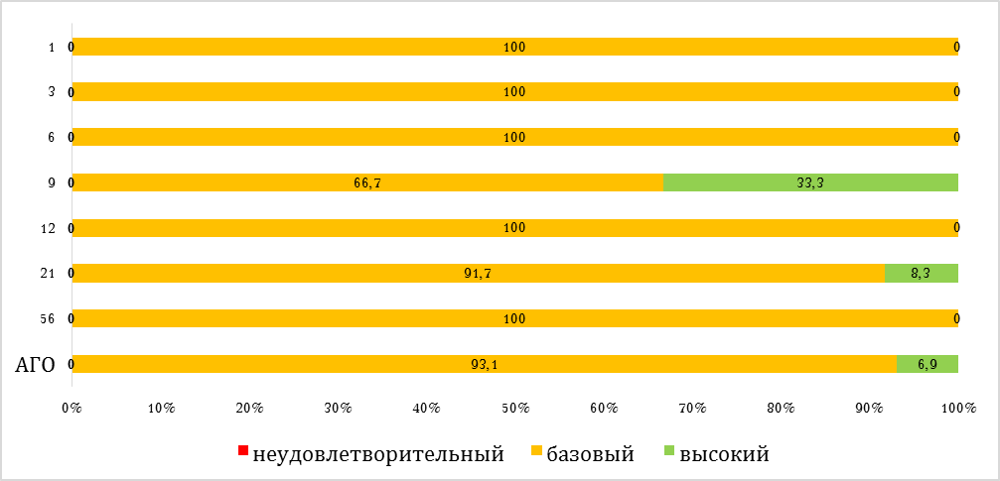 1 0 100 0
3 0 100 0
6 0 100 0
9 0 66,7 33,3
12 0 100 0
21 0 91,7 8,3
56 0 100 0
АГО 0 93,1 6,9
0% 10% 20% 30% 40% 50% 60% 70% 80% 90% 100%
неудовлетворительный базовый высокий